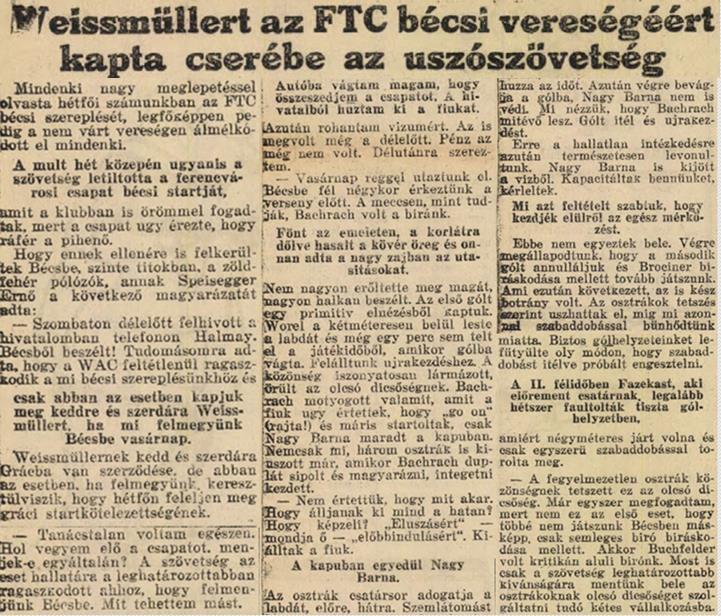 Weissmüllert az FTC bécsi vereségéért
kapta cserébe az uszószövetség
Mindenki nagy meglepetéssel
olvasta hétfői számunkban az FTC
bécsi szereplését, legfőképpen pe-
dig a nem várt vereségen álmélko-
dott el mindenki.
A mult hét közepén ugyanis a
szövetség letiltotta a ferencvá-
rosi csapat bécsi startját,
amit a klubban is örömmel fogad-
tak, mert a csapat ugy érezte, hogy
ráfér a pihenő.
Hogy ennek ellenére is felkerül-
tek Bécsbe, szinte titokban, a zöld-
fehér pólózók, annak Speisegger
Ernő a következő magyarázatát
adta:
— Szombaton délelőtt felhivott a
hivatalomban telefonon Halmay.
Bécsből beszélt! Tudomásomra ad-
ta, hogy a WAC feltétlenül ragasz-
kodik a mi bécsi szereplésünkhöz és
csak abban az esetben kapjuk
meg keddre és szerdára Weiss-
müllert, ha mi felmegyünk
Bécsbe vasárnap.
Weissmüllernek kedd és szerdára
Grácba van szerződése, de abban
az esetben, ha felmegyünk, keresz-
tülviszik, hogy hétfőn feleljen meg
gráci startkötelezettségének.
— Tanácstalan voltam egészen.
Hol vegyem elő a csapatot, men-
jek-e egyáltalán? A szövetség az
eset hallatára a leghatározottabban
ragaszkodott ahhoz, hogy felmen-
jünk Bécsbe. Mit tehettem mást.
Autóba vágtam magam, hogy
összeszedjem a csapatot. A hi-
vatalból huztam ki a fiukat.
Azután rohantam vizumért. Az is
megvolt még a délelőtt. Pénz az
még nem volt. Délutánra szerez-
tem.
— Vasárnap reggel utaztunk el.
Bécsbe fél négykor érkeztünk a
verseny előtt. A meccsen, mint tud-
ják, Bachrach volt a biránk.
Fönt az emeleten, a korlátra
dőlve hasalt a kövér öreg és on-
nan adta a nagy zajban az uta-
sitásokat.
Nem nagyon erőltette meg magát,
nagyon halkan beszélt. Az első gólt
egy primitiv elnézésből kaptuk.
Worel a kétméteresen belül leste
a labdát és még egy perc sem telt
el a játékidőből, amikor gólba
vágta. Felálltunk ujrakezdéshez. A
közönség iszonyatosan lármázott,
örült az olcsó dicsőségnek. Bach-
rach motyogott valamit, amit a
fiuk ugy értettek, hogy „go on"
(rajta!) és máris startoltak, csak
Nagy Barna maradt a kapuban.
Nemcsak mi, három osztrák is ki-
uszott már, amikor Bachrach dup-
lát sipolt és magyarázni, integetni
kezdett.
— Nem értettük, hogy mit akar.
Hogy álljanak ki mind a hatan?
Hogy képzeli? „Eluszásért" —
mondja ő — „előbbindulásért". Ki-
álltak a fiuk.
A kapuban egyedül Nagy
Barna.
Az osztrák csatársor adogatja a
labdát, előre, hátra. Szemlátomást
huzza az időt. Azután végre bevág-
ja a gólba, Nagy Barna nem is
védi. Mi nézzük, hogy Bachrach
mitévő lesz. Gólt itél és ujrakez-
dést.
Erre a hallatlan intézkedésre
azután természetesen levonul-
tunk. Nagy Barna is kijött
a vizből. Kapacitáltak bennünket,
kérleltek.
Mi azt feltételt szabtuk, hogy
kezdjék elülről az egész mérkő-
zést.
Ebbe nem egyeztek bele. Végre
megállapodtunk, hogy a második
gólt annulálljuk és Brociner bi-
ráskodása mellett tovább játszunk.
Ami ezután következett, az is kész
botrány volt. Az osztrákok tetszés
szerint uszhattak el, mig mi azon-
nal szabaddobással bünhődtünk
miatta. Biztos gólhelyzeteinket le-
fütyülte oly módon, hogy szabad-
dobást itélve próbált engesztelni.
A II. félidőben Fazekast, aki
előrement csatárnak, legalább
hétszer faultolták tiszta gól-
helyzetben,
amiért négyméteres járt volna és
csak egyszerü szabaddobással to-
rolta meg.
— A fegyelmezetlen osztrák kö-
zönségnek tetszett ez az olcsó di-
csőség. Már egyszer megfogadtam,
mert nem ez az első eset, hogy
többé nem játszunk Bécsben más-
képp, csak semleges biró birásko-
dása mellett. Akkor Buchfelder
volt kritikán aluli biránk. Most is
csak a szövetség leghatározottabb
kivánságára mentünk bele az
osztrákoknak olcsó dicsőséget szol-
gáltatni tudó kétes vállalkozásba.